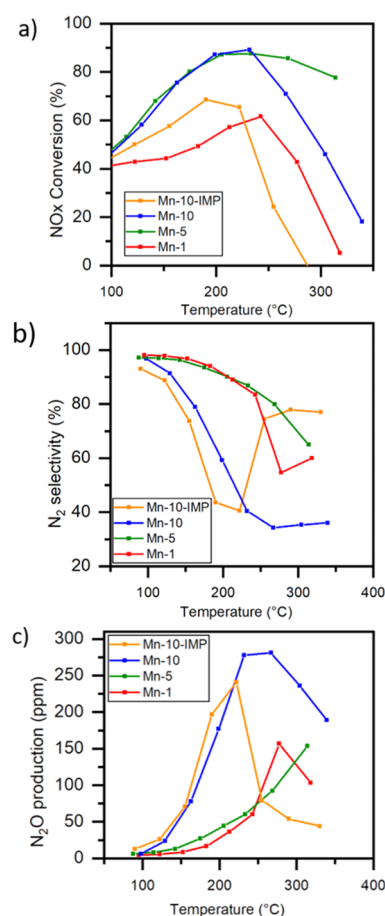 a)
100
80
60
40
20
0
NOx Conversion (%)
Mn-10-IMP
Mn-10
Mn-5
Mn-1
100 200 300
Temperature (°C)
b)
100
80
60
40
20
N2 selectivity (%)
Mn-10-IMP
Mn-10
Mn-5
Mn-1
0 100 200 300 400
Temperature (°C)
c)
300
250
200
150
100
50
0
N2O production (ppm)
Mn-10-IMP
Mn-10
Mn-5
Mn-1
0 100 200 300 400
Temperature (°C)